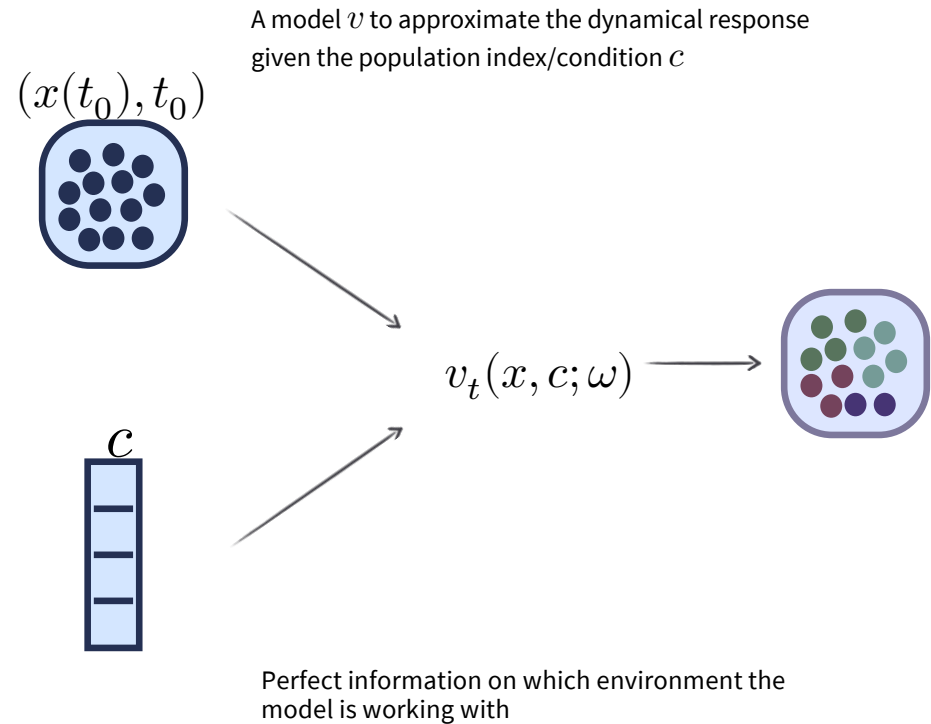 A model v to approximate the dynamical response
given the population index/condition c
(x(t₀), t₀)
vₜ(x, c; ω)
c
Perfect information on which environment the
model is working with